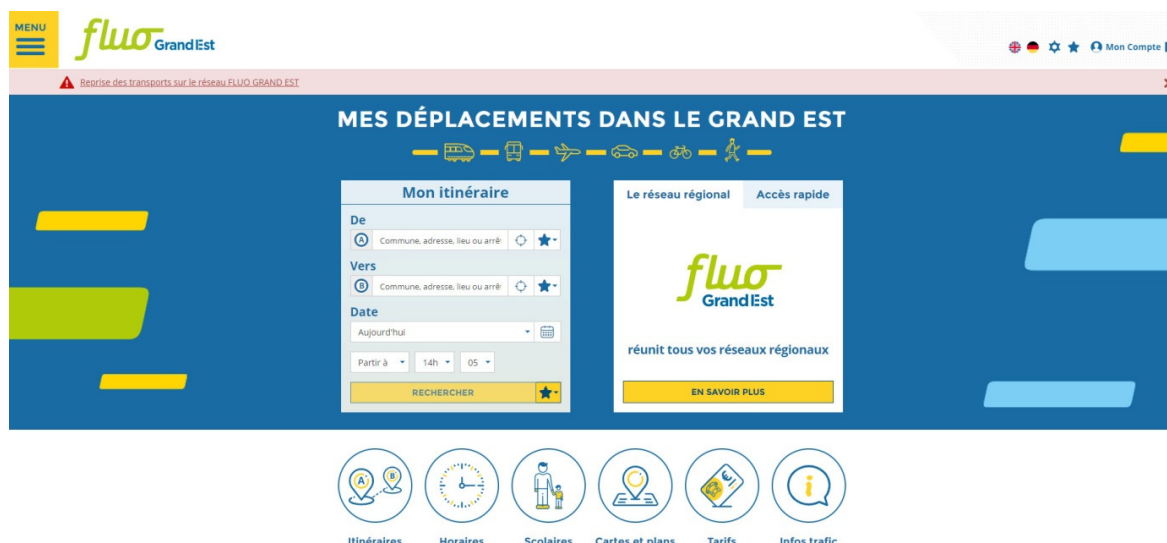 MENU
fluo Grand Est
Mon Compte
Reprise des transports sur le réseau FLUO GRAND EST
MES DÉPLACEMENTS DANS LE GRAND EST
Mon itinéraire
De
A Commune, adresse, lieu ou arrê
Vers
B Commune, adresse, lieu ou arrê
Date
Aujourd'hui
Partir à 14h 05
RECHERCHER
Le réseau régional Accès rapide
fluo
Grand Est
réunit tous vos réseaux régionaux
EN SAVOIR PLUS
A B
Itinéraires Horaires Scolaires Cartes et plans Tarifs Infos trafic